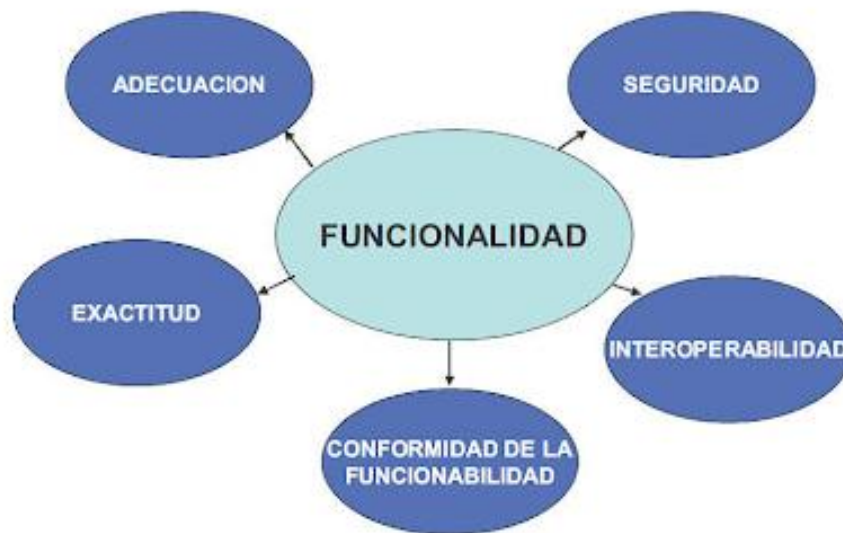 ADECUACION
SEGURIDAD
FUNCIONALIDAD
EXACTITUD
INTEROPERABILIDAD
CONFORMIDAD DE LA
FUNCIONABILIDAD